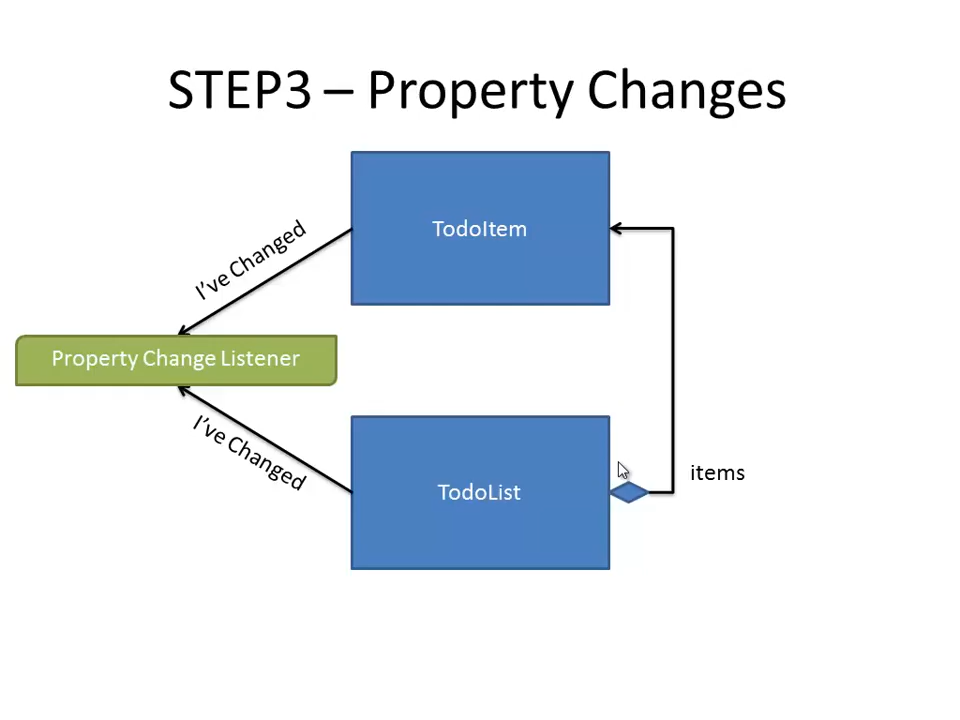 STEP3 – Property Changes
TodoItem
I've Changed
Property Change Listener
I've Changed
TodoList
items